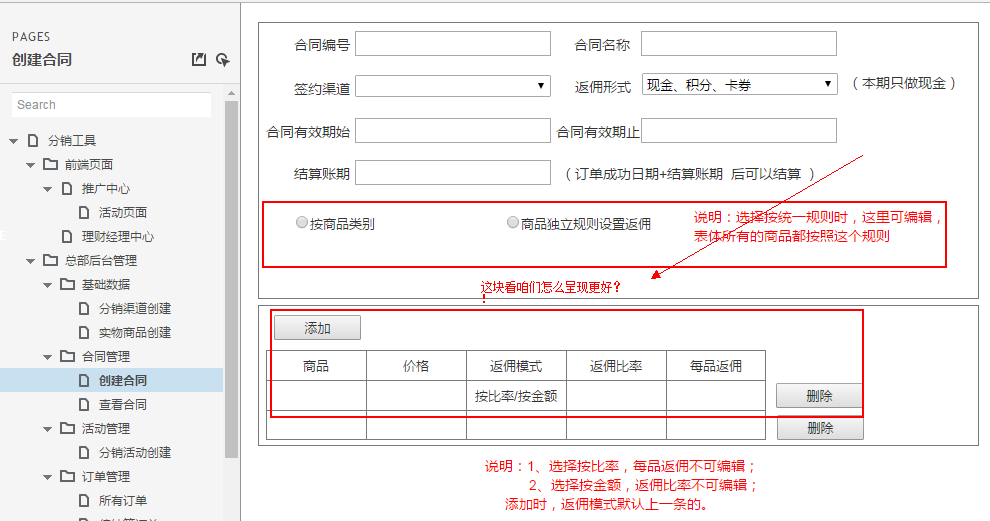 PAGES
创建合同
Search
分销工具
前端页面
推广中心
活动页面
理财经理中心
总部后台管理
基础数据
分销渠道创建
实物商品创建
合同管理
创建合同
查看合同
活动管理
分销活动创建
订单管理
所有订单
合同编号 合同名称
签约渠道 返佣形式 现金、积分、卡券 （本期只做现金）
合同有效期始 合同有效期止
结算账期 （订单成功日期+结算账期 后可以结算 ）
按商品类别 商品独立规则设置返佣 说明：选择按统一规则时，这里可编辑，
表体所有的商品都按照这个规则
这块看咱们怎么呈现更好?
添加
商品 价格 返佣模式 返佣比率 每品返佣
按比率/按金额 删除
删除
说明：1、选择按比率，每品返佣不可编辑；
2、选择按金额，返佣比率不可编辑；
添加时，返佣模式默认上一条的。